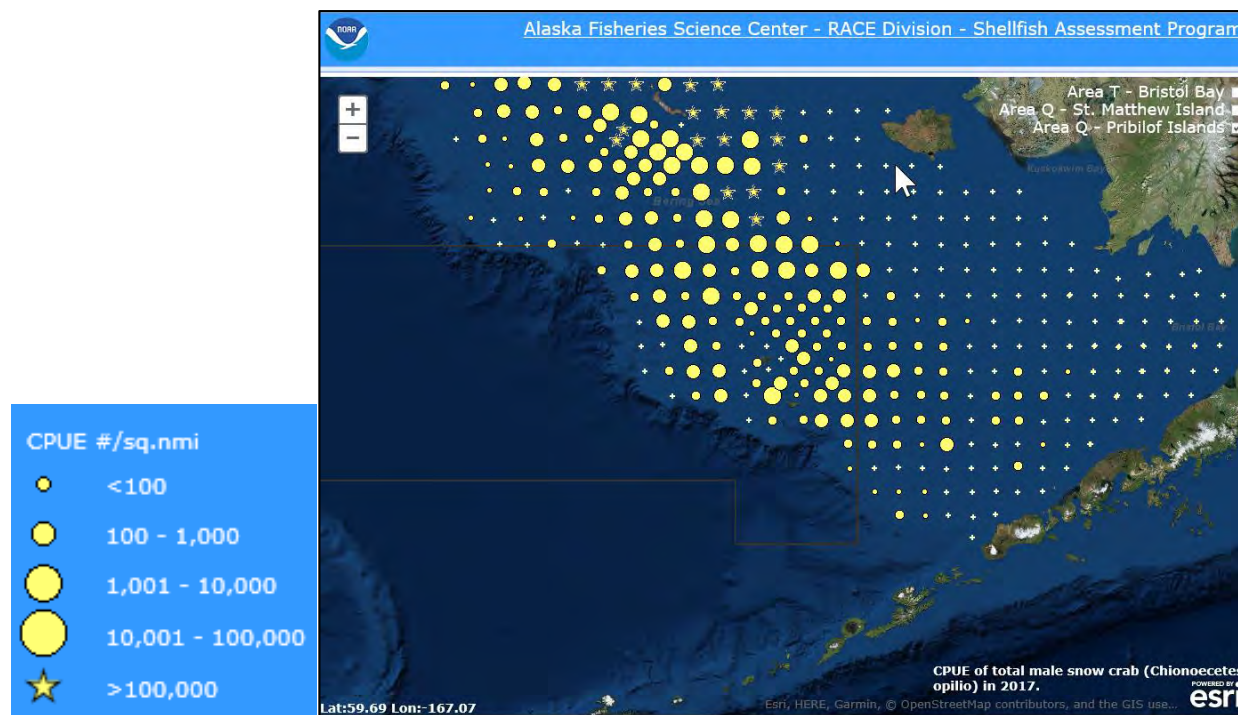 NOAA
Alaska Fisheries Science Center - RACE Division - Shellfish Assessment Program
+
−
Area T - Bristol Bay
Area Q - St. Matthew Island
Area Q - Pribilof Islands
Kuskokwim Bay
Bering Sea
Bristol Bay
CPUE #/sq.nmi
<100
100 - 1,000
1,001 - 10,000
10,001 - 100,000
>100,000
CPUE of total male snow crab (Chionoecetes
opilio) in 2017.
POWERED BY
esri
Lat:59.69 Lon:-167.07
Esri, HERE, Garmin, © OpenStreetMap contributors, and the GIS use...